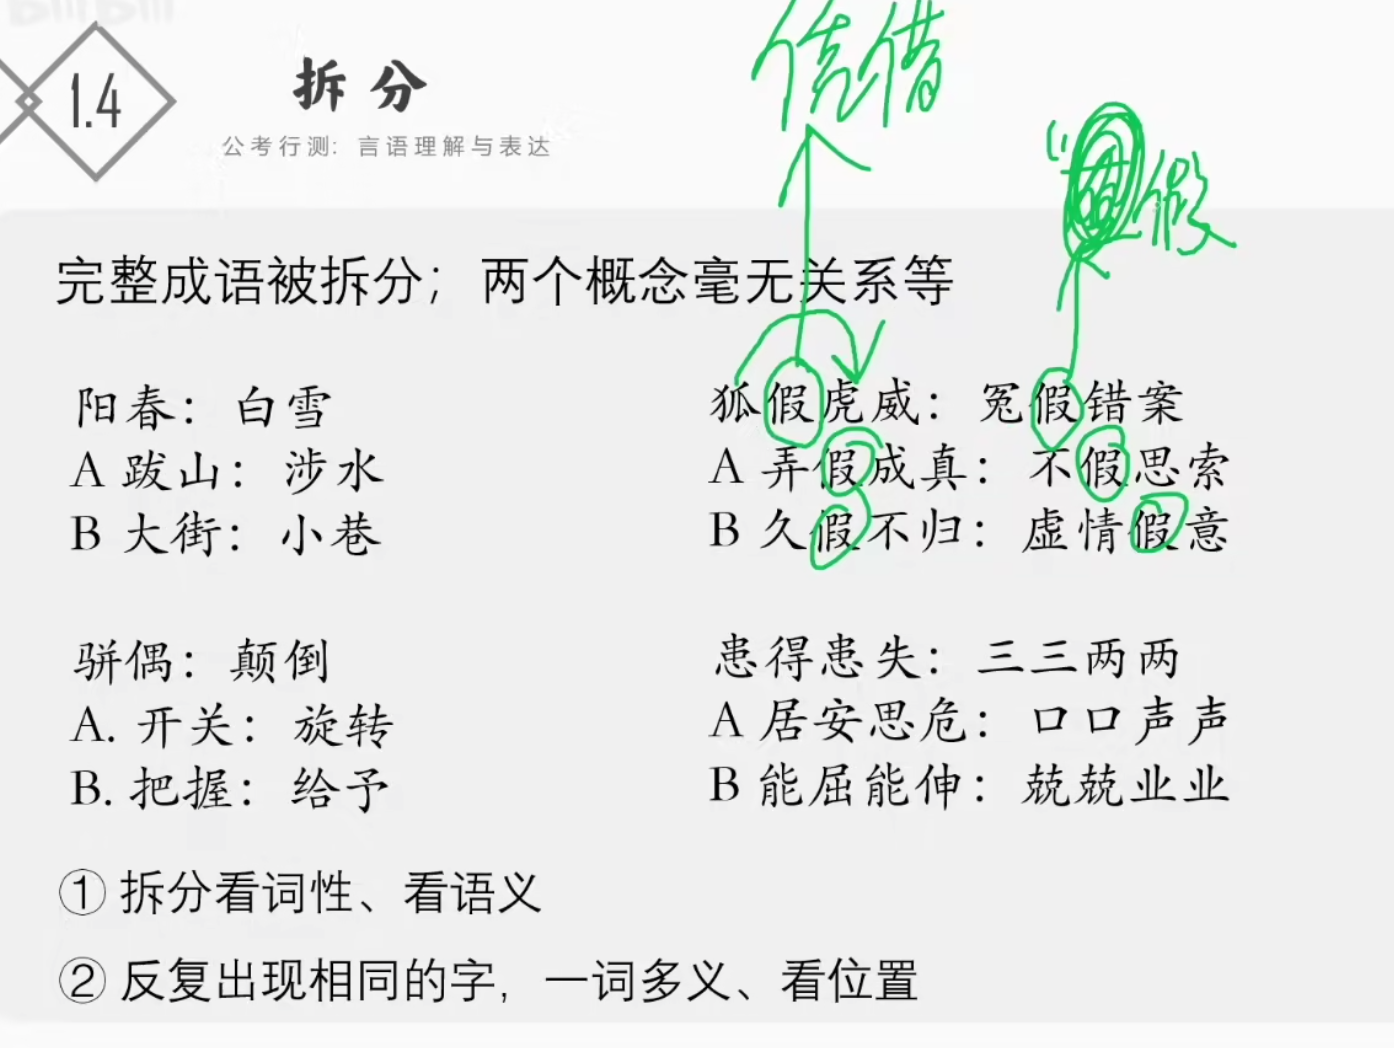 1.4
拆分
公考行测：言语理解与表达
凭借
假
完整成语被拆分；两个概念毫无关系等
阳春：白雪
A 跋山：涉水
B 大街：小巷
狐假虎威：冤假错案
A 弄假成真：不假思索
B 久假不归：虚情假意
骈偶：颠倒
A. 开关：旋转
B. 把握：给予
患得患失：三三两两
A 居安思危：口口声声
B 能屈能伸：兢兢业业
① 拆分看词性、看语义
② 反复出现相同的字，一词多义、看位置